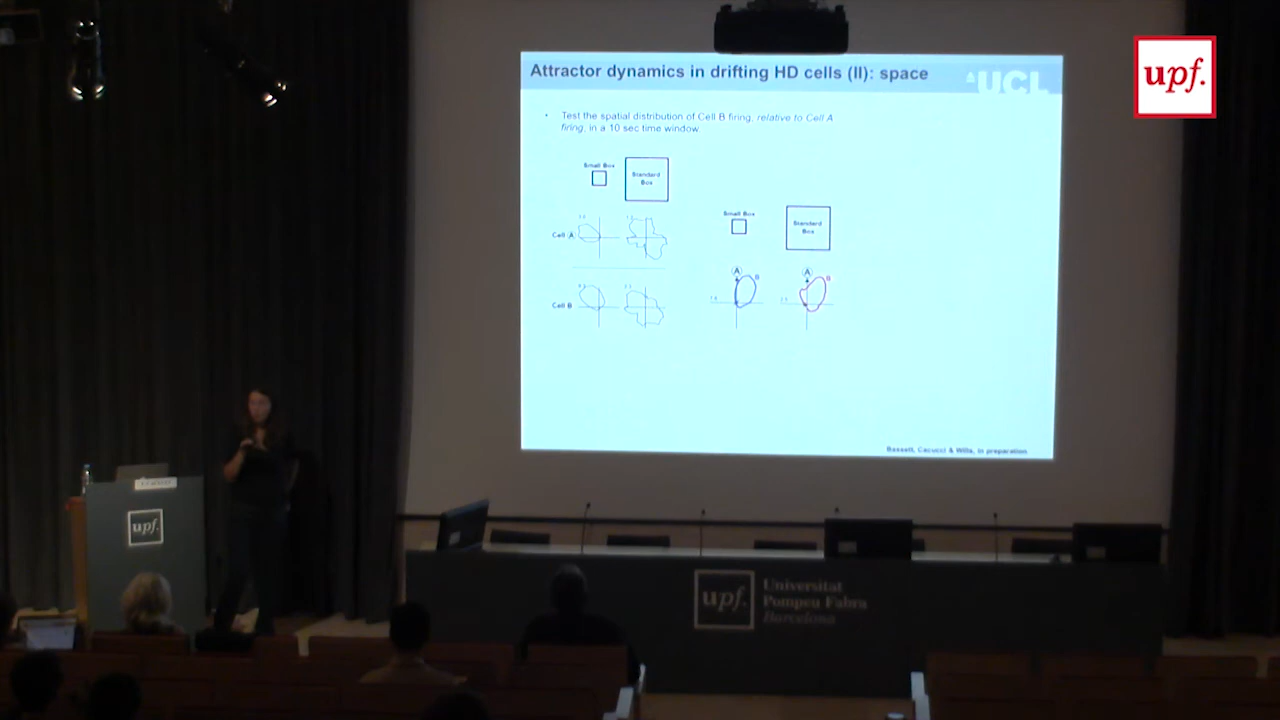 Attractor dynamics in drifting HD cells (II): space
UCL
upf.
• Test the spatial distribution of Cell B firing, relative to Cell A
firing, in a 10 sec time window
Small Box
Standard
Box
Cell A
Cell B
Small Box
Standard
Box
A
B
A
B
Bassett, Cacucci & Wills, in preparation
upf.
upf.
Universitat
Pompeu Fabra
Barcelona